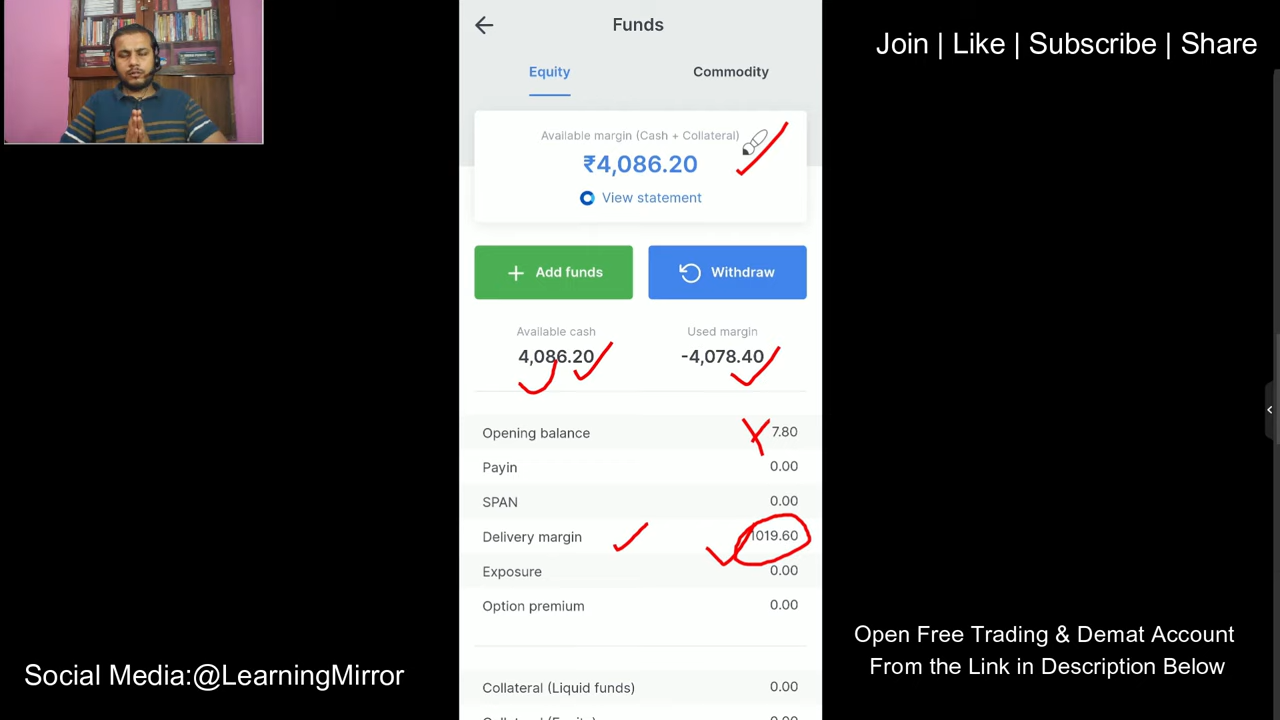 Funds
Join | Like | Subscribe | Share
Equity
Commodity
Available margin (Cash + Collateral)
₹4,086.20
View statement
Add funds
Withdraw
Available cash
Used margin
4,086.20
-4,078.40
Opening balance 7.80
Payin 0.00
SPAN 0.00
Delivery margin 1019.60
Exposure 0.00
Option premium 0.00
Open Free Trading & Demat Account
From the Link in Description Below
Social Media:@LearningMirror
Collateral (Liquid funds) 0.00